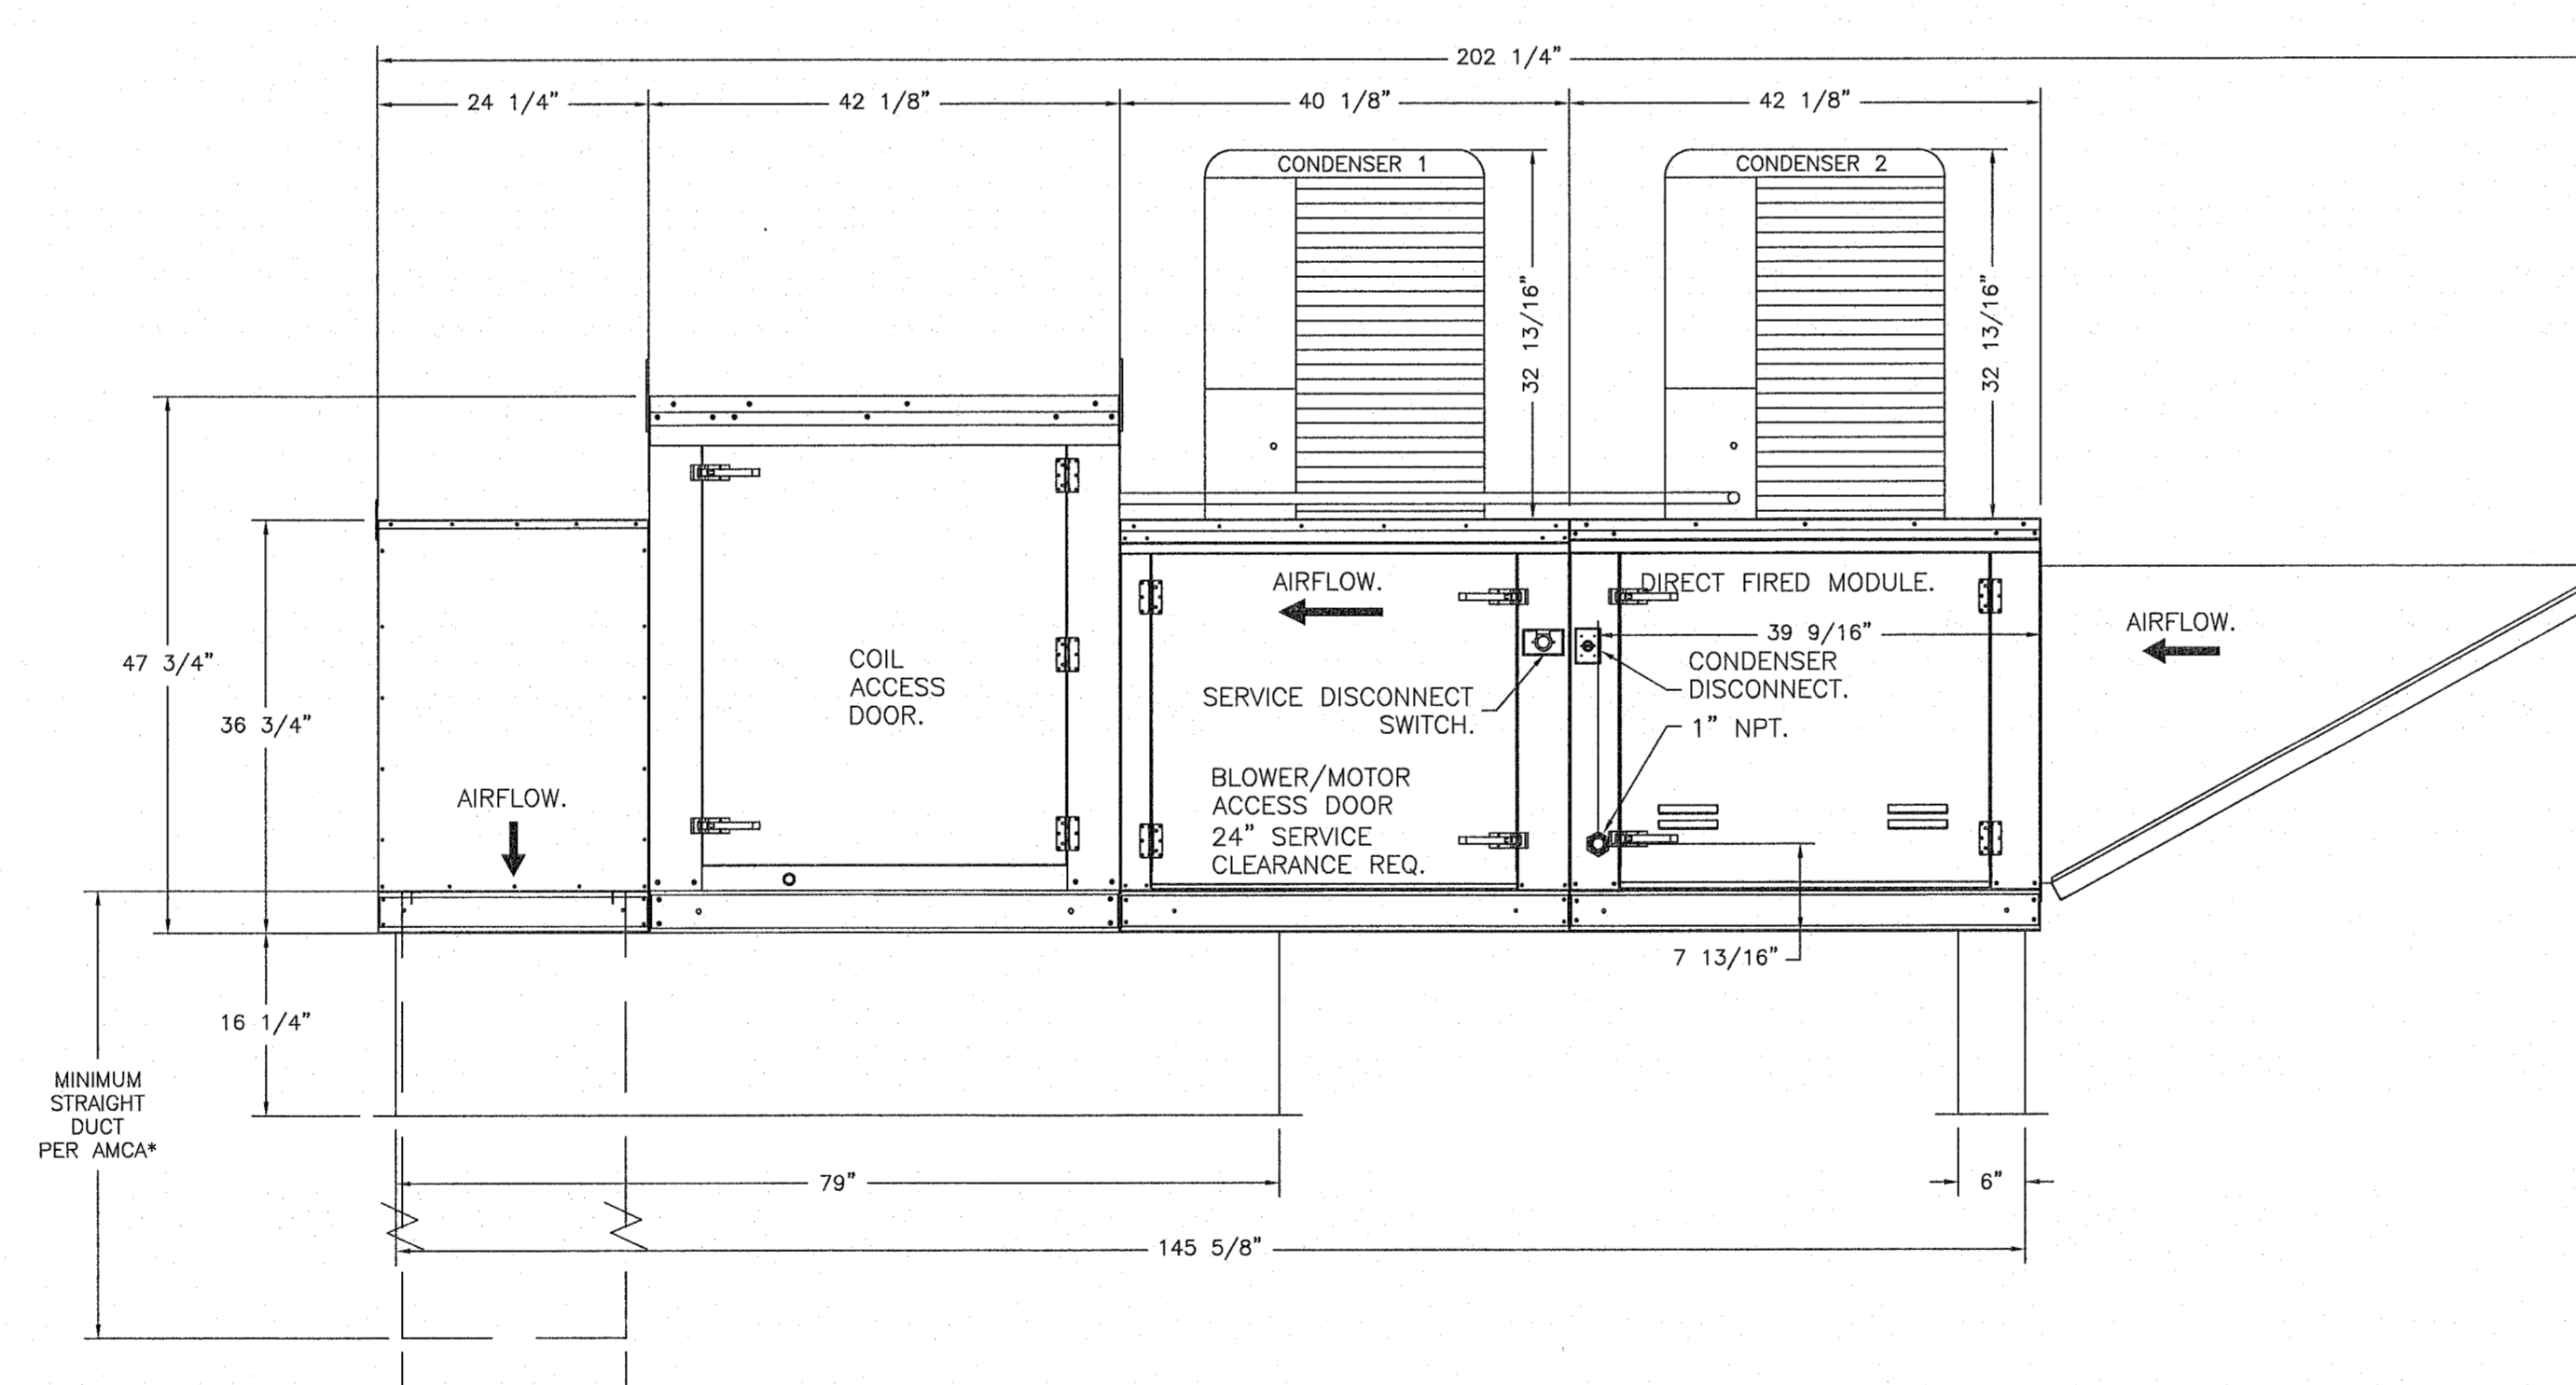 202 1/4"
24 1/4"
42 1/8"
40 1/8"
42 1/8"
CONDENSER 1
CONDENSER 2
32 13/16"
32 13/16"
AIRFLOW.
DIRECT FIRED MODULE.
39 9/16"
AIRFLOW.
47 3/4"
COIL
ACCESS
DOOR.
CONDENSER
DISCONNECT.
36 3/4"
SERVICE DISCONNECT
SWITCH.
1" NPT.
BLOWER/MOTOR
ACCESS DOOR
24" SERVICE
CLEARANCE REQ.
AIRFLOW.
7 13/16"
16 1/4"
MINIMUM
STRAIGHT
DUCT
PER AMCA*
79"
6"
145 5/8"